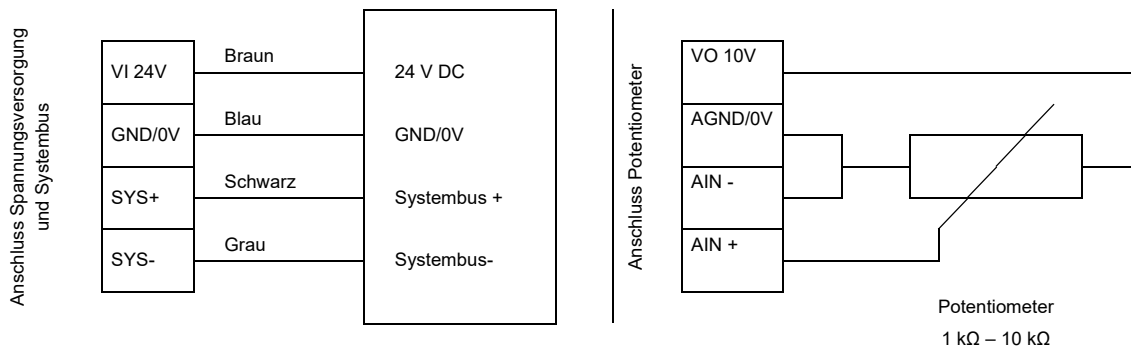 Anschluss Spannungsversorgung
und Systembus
VI 24V
Braun
24 V DC
GND/0V
Blau
GND/0V
SYS+
Schwarz
Systembus +
SYS-
Grau
Systembus-
Anschluss Potentiometer
VO 10V
AGND/0V
AIN -
AIN +
Potentiometer
1 kΩ – 10 kΩ